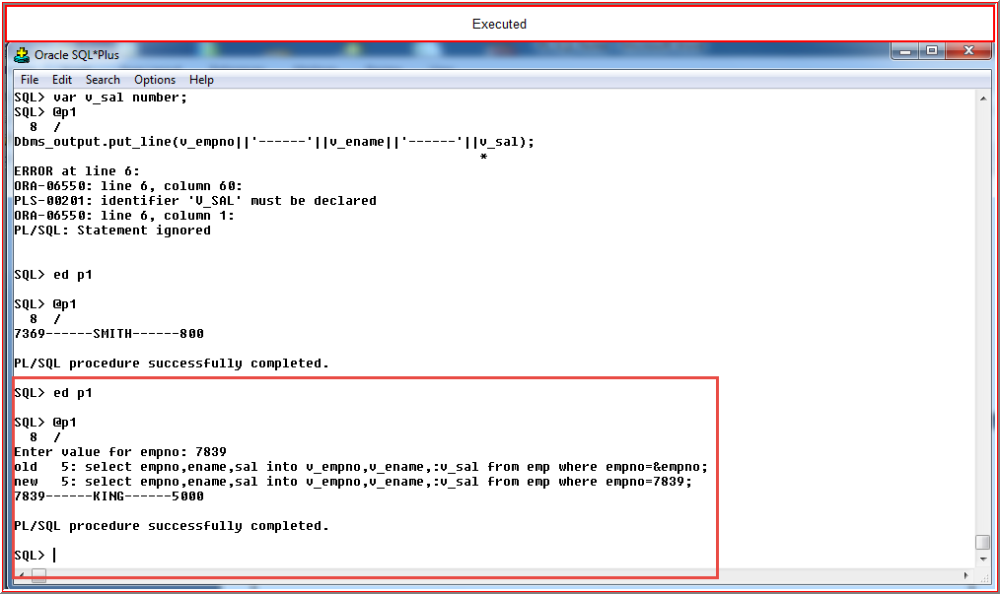 Executed
Oracle SQL*Plus
File Edit Search Options Help
SQL> var v_sal number;
SQL> @p1
8 /
Dbms_output.put_line(v_empno||'------'||v_ename||'------'||v_sal);
*
ERROR at line 6:
ORA-06550: line 6, column 60:
PLS-00201: identifier 'V_SAL' must be declared
ORA-06550: line 6, column 1:
PL/SQL: Statement ignored
SQL> ed p1
SQL> @p1
8 /
7369------SMITH------800
PL/SQL procedure successfully completed.
SQL> ed p1
SQL> @p1
8 /
Enter value for empno: 7839
old 5: select empno,ename,sal into v_empno,v_ename,:v_sal from emp where empno=&empno;
new 5: select empno,ename,sal into v_empno,v_ename,:v_sal from emp where empno=7839;
7839------KING------5000
PL/SQL procedure successfully completed.
SQL>